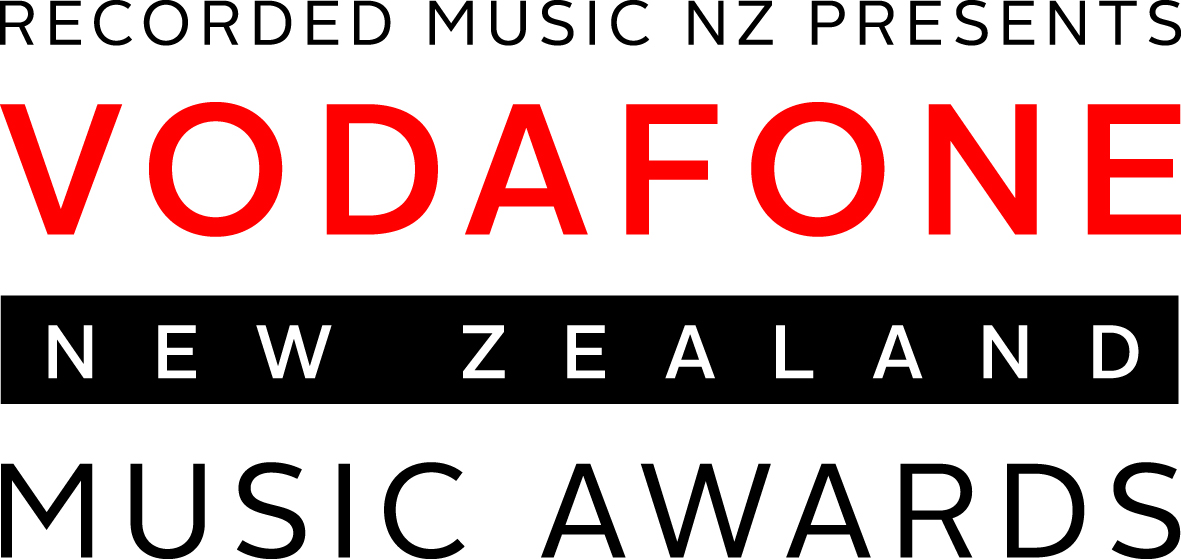 RECORDED MUSIC NZ PRESENTS
VODAFONE
NEW ZEALAND
MUSIC AWARDS